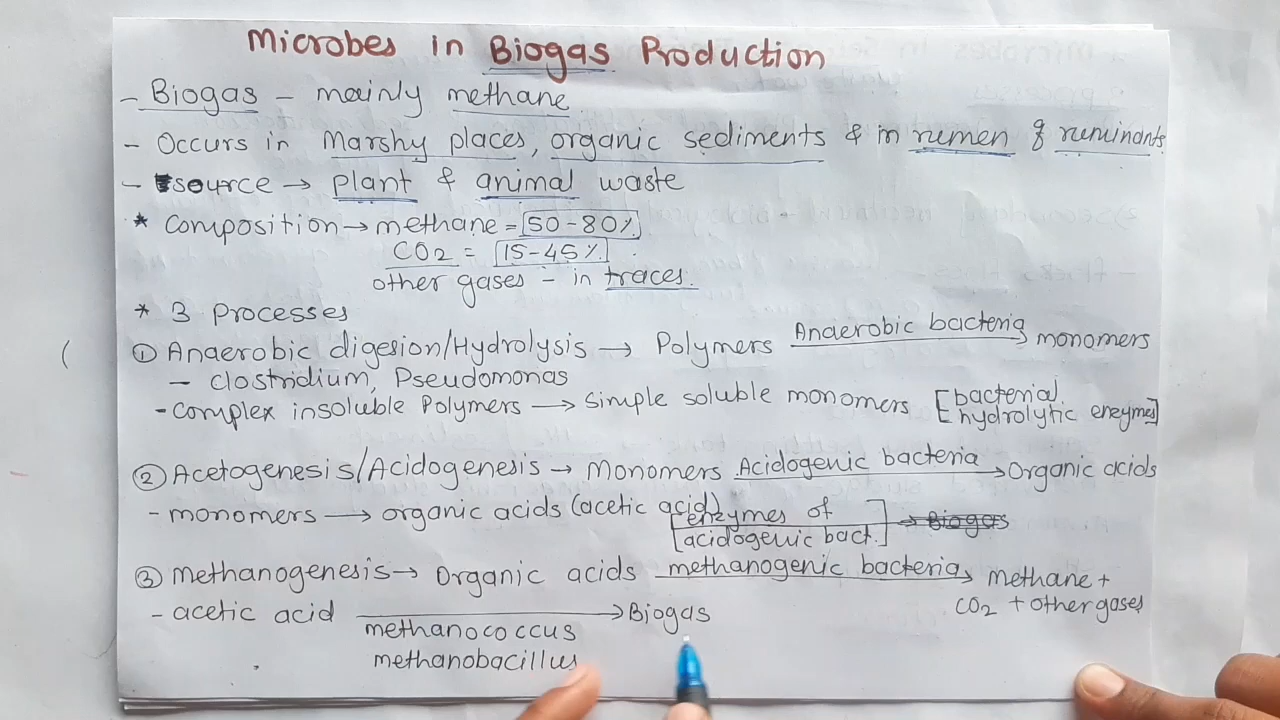 Microbes in Biogas Production
- Biogas - mainly methane
- Occurs in Marshy places, organic sediments & in rumen of ruminants
- source → plant & animal waste
* Composition → methane = 50-80%
CO2 = 15-45%
other gases - in traces.
* 3 Processes
① Anaerobic digesion/Hydrolysis → Polymers Anaerobic bacteria → monomers
- clostridium, Pseudomonas
- complex insoluble Polymers → simple soluble monomers [bacterial hydrolytic enzymes]
② Acetogenesis/Acidogenesis → Monomers Acidogenic bacteria → Organic acids
- monomers → organic acids (acetic acid) [enzymes of acidogenic bact.] → Biogas
③ Methanogenesis → Organic acids methanogenic bacteria → methane +
CO2 + other gases
- acetic acid → Biogas
methanococcus
methanobacillus